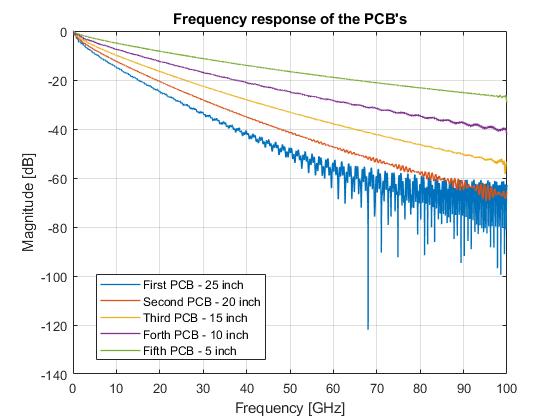 Frequency response of the PCB's
0
-20
-40
-60
-80
-100
-120
-140
Magnitude [dB]
First PCB - 25 inch
Second PCB - 20 inch
Third PCB - 15 inch
Forth PCB - 10 inch
Fifth PCB - 5 inch
0 10 20 30 40 50 60 70 80 90 100
Frequency [GHz]